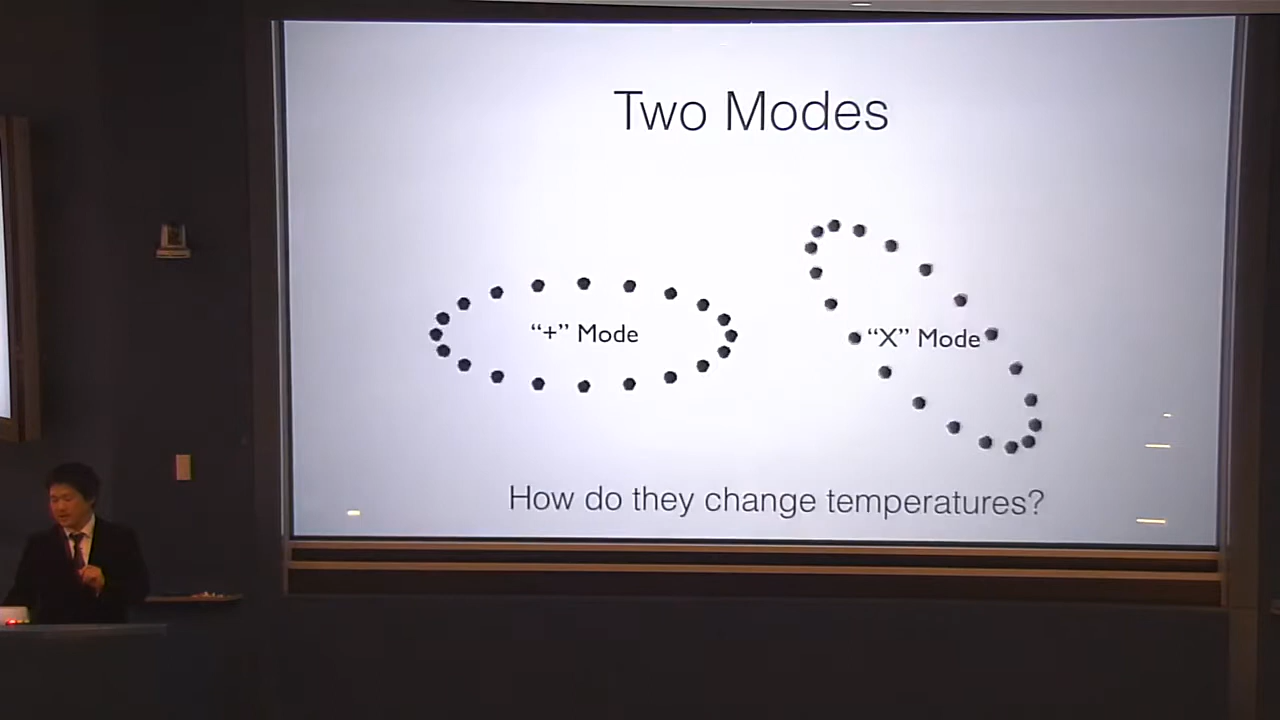 Two Modes
“+” Mode
“X” Mode
How do they change temperatures?